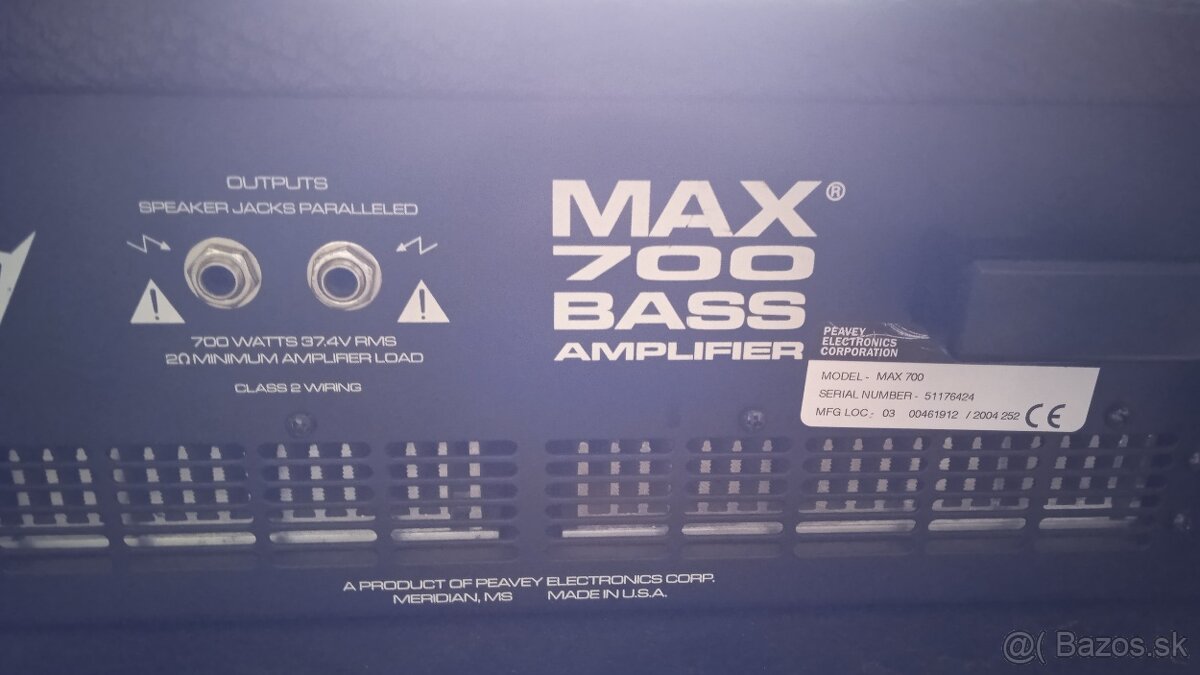 OUTPUTS
SPEAKER JACKS PARALLELED
700 WATTS 37.4V RMS
2Ω MINIMUM AMPLIFIER LOAD
CLASS 2 WIRING
MAX®
700
BASS
AMPLIFIER
PEAVEY
ELECTRONICS
CORPORATION
MODEL - MAX 700
SERIAL NUMBER - 51176424
MFG LOC: 03 00461912 / 2004 252 CE
A PRODUCT OF PEAVEY ELECTRONICS CORP.
MERIDIAN, MS MADE IN U.S.A.
@( Bazos.sk